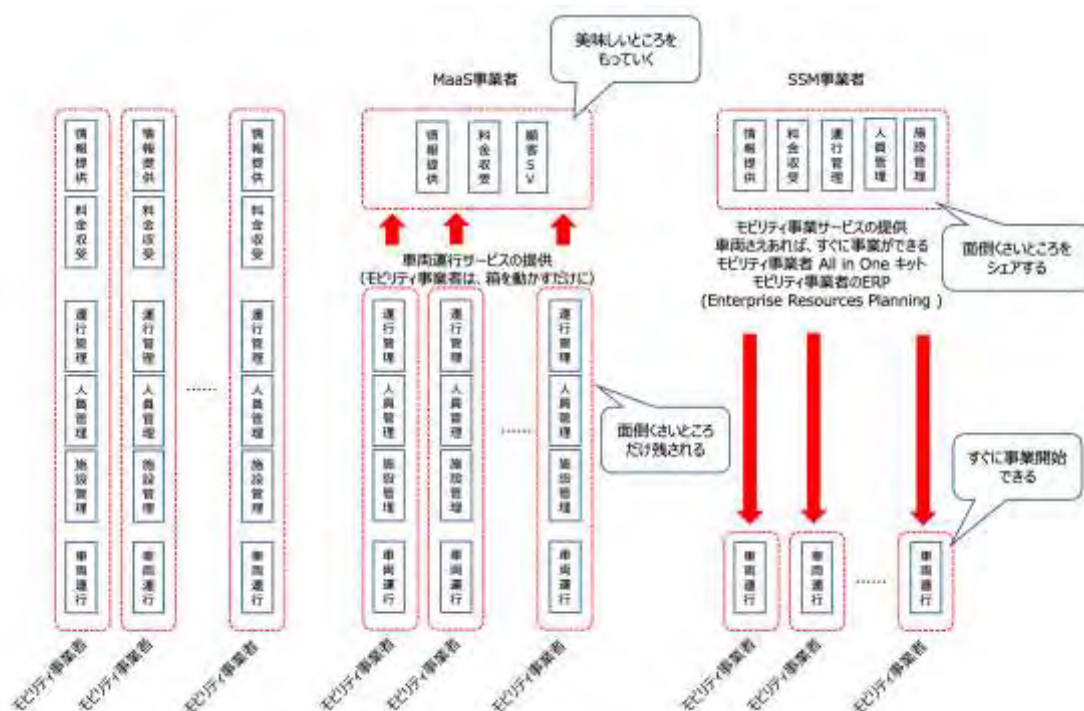 美味しいところを
もっていく
MaaS事業者
SSM事業者
情報提供
情報提供
情報提供
料金収受
料金収受
料金収受
運行管理
運行管理
運行管理
人員管理
人員管理
人員管理
施設管理
施設管理
施設管理
車両運行
車両運行
車両運行
モビリティ事業者
モビリティ事業者
モビリティ事業者
……
情報提供
料金収受
顧客SV
車両運行サービスの提供
(モビリティ事業者は、箱を動かすだけに)
運行管理
運行管理
運行管理
人員管理
人員管理
人員管理
施設管理
施設管理
施設管理
車両運行
車両運行
車両運行
……
面倒くさいところ
だけ残される
モビリティ事業者
モビリティ事業者
モビリティ事業者
情報提供
料金収受
運行管理
人員管理
施設管理
モビリティ事業サービスの提供
車両さえあれば、すぐに事業ができる
モビリティ事業者 All in One キット
モビリティ事業者のERP
(Enterprise Resources Planning )
面倒くさいところを
シェアする
すぐに事業開始
できる
車両運行
車両運行
車両運行
……
モビリティ事業者
モビリティ事業者
モビリティ事業者